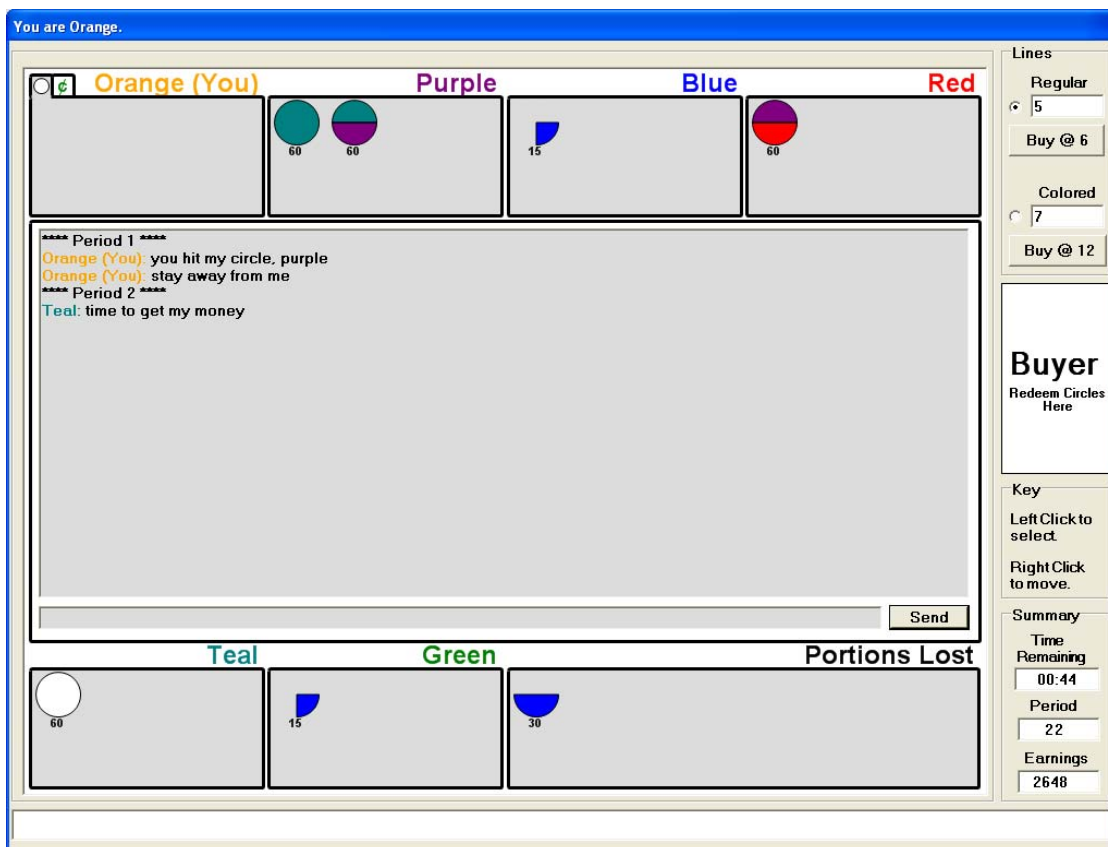 You are Orange.
¢
Orange (You)
Purple
Blue
Red
60
60
15
60
**** Period 1 ****
Orange (You): you hit my circle, purple
Orange (You): stay away from me
**** Period 2 ****
Teal: time to get my money
Send
Teal
Green
Portions Lost
60
15
30
Lines
Regular
5
Buy @ 6
Colored
7
Buy @ 12
Buyer
Redeem Circles
Here
Key
Left Click to
select.
Right Click
to move.
Summary
Time
Remaining
00:44
Period
22
Earnings
2648